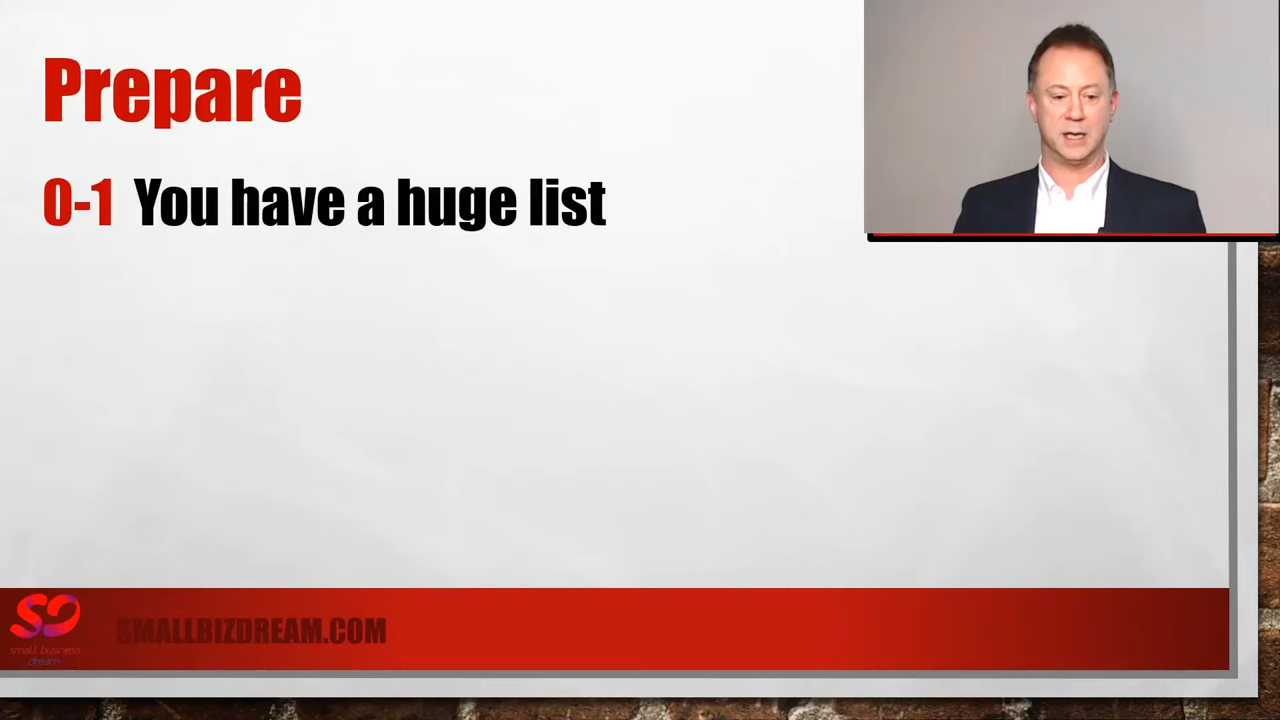 Prepare
0-1 You have a huge list
SMALLBIZDREAM.COM
small business
dream